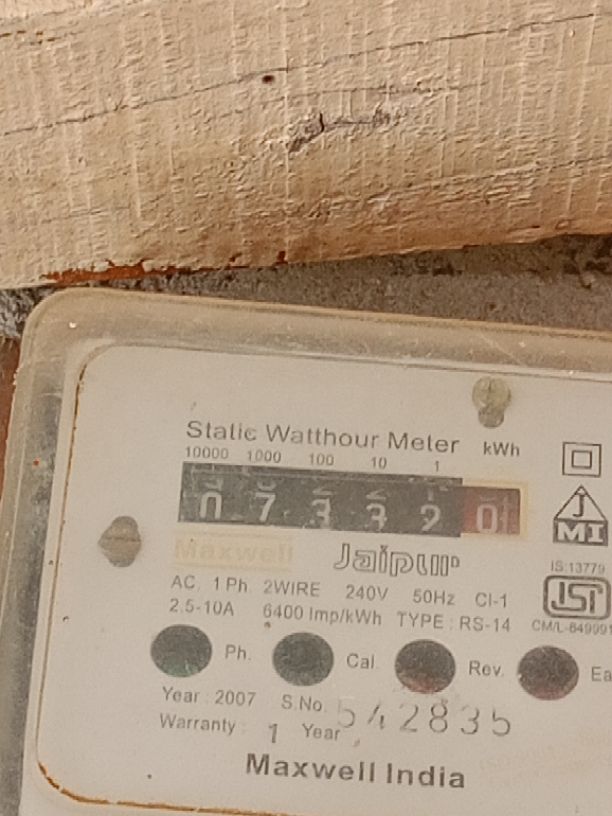 Static Watthour Meter kWh
10000 1000 100 10 1
0 7 3 3 2 0
Maxwell Jaipur
AC, 1 Ph 2WIRE 240V 50Hz Cl-1
2.5-10A 6400 Imp/kWh TYPE : RS-14
J
MI
IS:13779
ISI
Ph. Cal. Rev.
Year : 2007 S.No. 542835
Warranty : 1 Year
Maxwell India